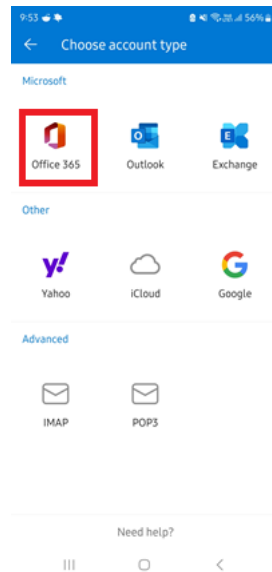 9:53 56%
Choose account type
Microsoft
Office 365 Outlook Exchange
Other
Yahoo iCloud Google
Advanced
IMAP POP3
Need help?